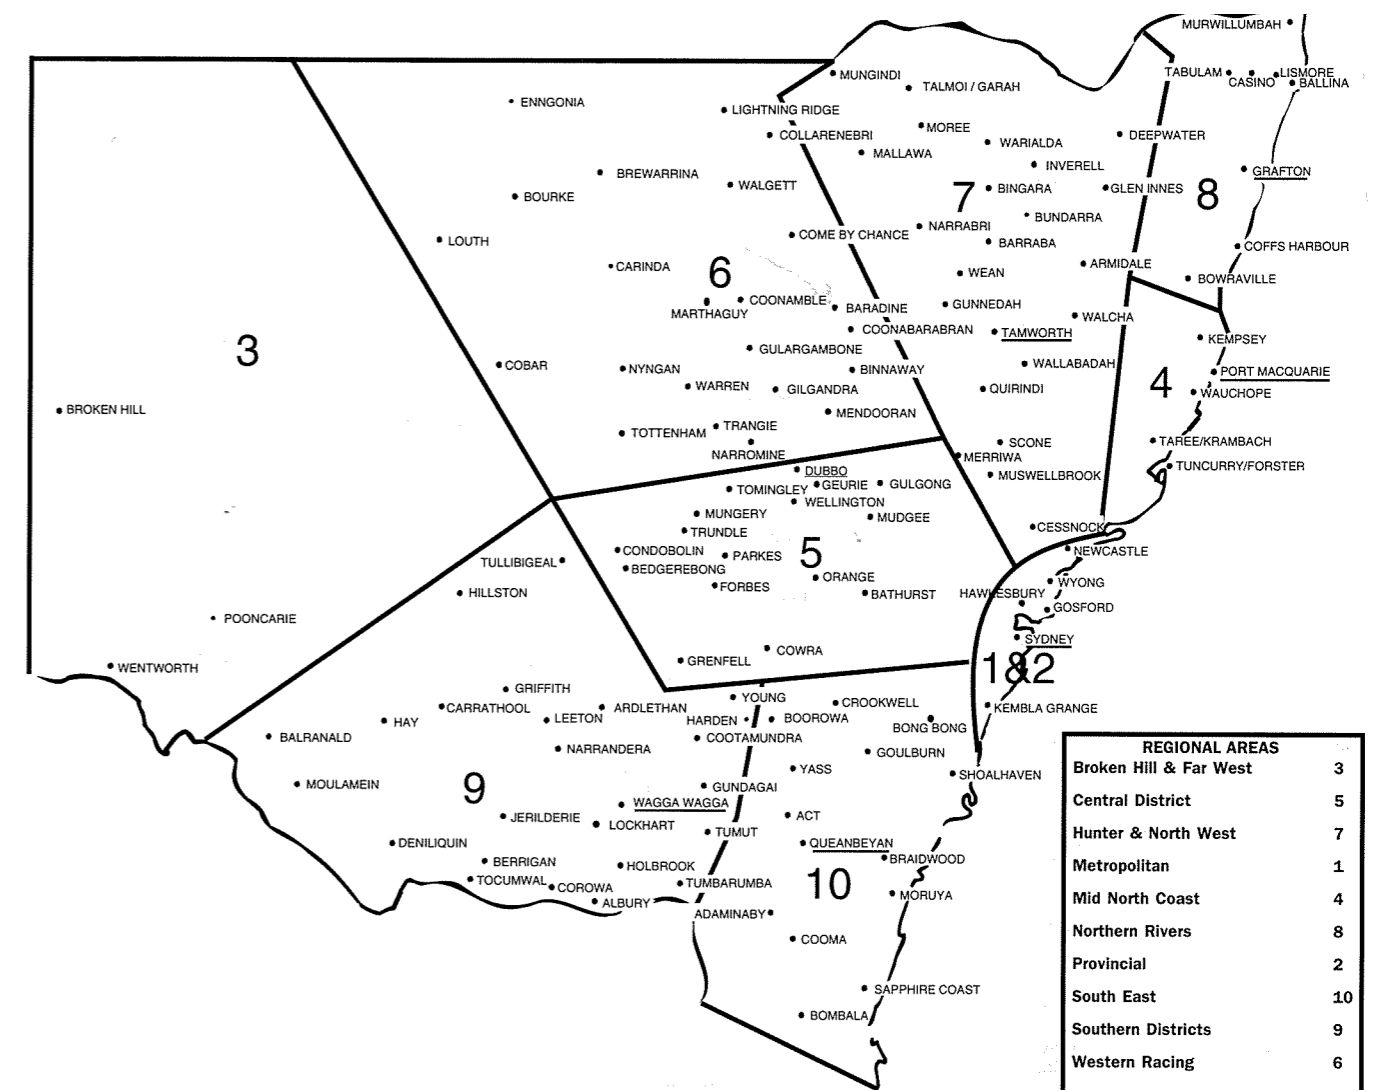 MURWILLUMBAH
TABULAM
CASINO
LISMORE
BALLINA
MUNGINDI
TALMOI / GARAH
ENNGONIA
LIGHTNING RIDGE
COLLARENEBRI
MOREE
MALLAWA
WARIALDA
DEEPWATER
INVERELL
GRAFTON
BREWARRINA
WALGETT
BOURKE
7
BINGARA
GLEN INNES
8
BUNDARRA
NARRABRI
COME BY CHANCE
BARRABA
LOUTH
COFFS HARBOUR
CARINDA
6
WEAN
ARMIDALE
BOWRAVILLE
COONAMBLE
MARTHAGUY
BARADINE
GUNNEDAH
WALCHA
COONABARABRAN
TAMWORTH
KEMPSEY
3
GULARGAMBONE
COBAR
NYNGAN
BINNAWAY
WALLABADAH
PORT MACQUARIE
WARREN
GILGANDRA
QUIRINDI
4
WAUCHOPE
BROKEN HILL
MENDOORAN
TRANGIE
TOTTENHAM
NARROMINE
SCONE
TAREE/KRAMBACH
MERRIWA
TUNCURRY/FORSTER
DUBBO
MUSWELLBROOK
TOMINGLEY
GEURIE
GULGONG
WELLINGTON
MUNGERY
MUDGEE
TRUNDLE
CESSNOCK
CONDOBOLIN
PARKES
5
NEWCASTLE
TULLIBIGEAL
BEDGEREBONG
ORANGE
WYONG
HILLSTON
FORBES
BATHURST
HAWKESBURY
GOSFORD
POONCARIE
SYDNEY
COWRA
GRENFELL
1&2
WENTWORTH
GRIFFITH
YOUNG
CARRATHOOL
ARDLETHAN
CROOKWELL
KEMBLA GRANGE
HAY
LEETON
HARDEN
BOOROWA
BONG BONG
BALRANALD
COOTAMUNDRA
NARRANDERA
GOULBURN
YASS
SHOALHAVEN
MOULAMEIN
9
GUNDAGAI
WAGGA WAGGA
JERILDERIE
LOCKHART
ACT
TUMUT
DENILIQUIN
QUEANBEYAN
BERRIGAN
HOLBROOK
BRAIDWOOD
TOCUMWAL
COROWA
TUMBARUMBA
10
MORUYA
ALBURY
ADAMINABY
COOMA
SAPPHIRE COAST
BOMBALA
REGIONAL AREAS
Broken Hill & Far West 3
Central District 5
Hunter & North West 7
Metropolitan 1
Mid North Coast 4
Northern Rivers 8
Provincial 2
South East 10
Southern Districts 9
Western Racing 6